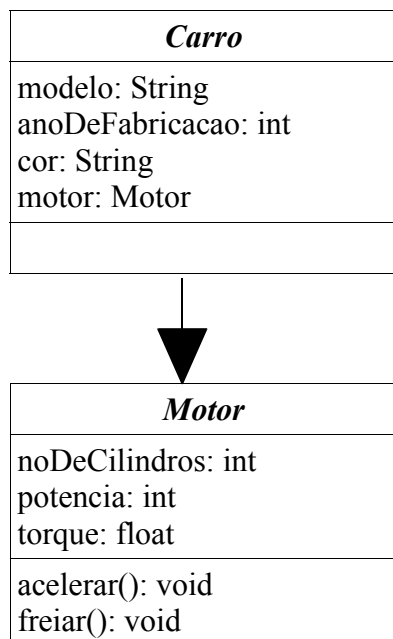 Carro
modelo: String
anoDeFabricacao: int
cor: String
motor: Motor
Motor
noDeCilindros: int
potencia: int
torque: float
acelerar(): void
freiar(): void